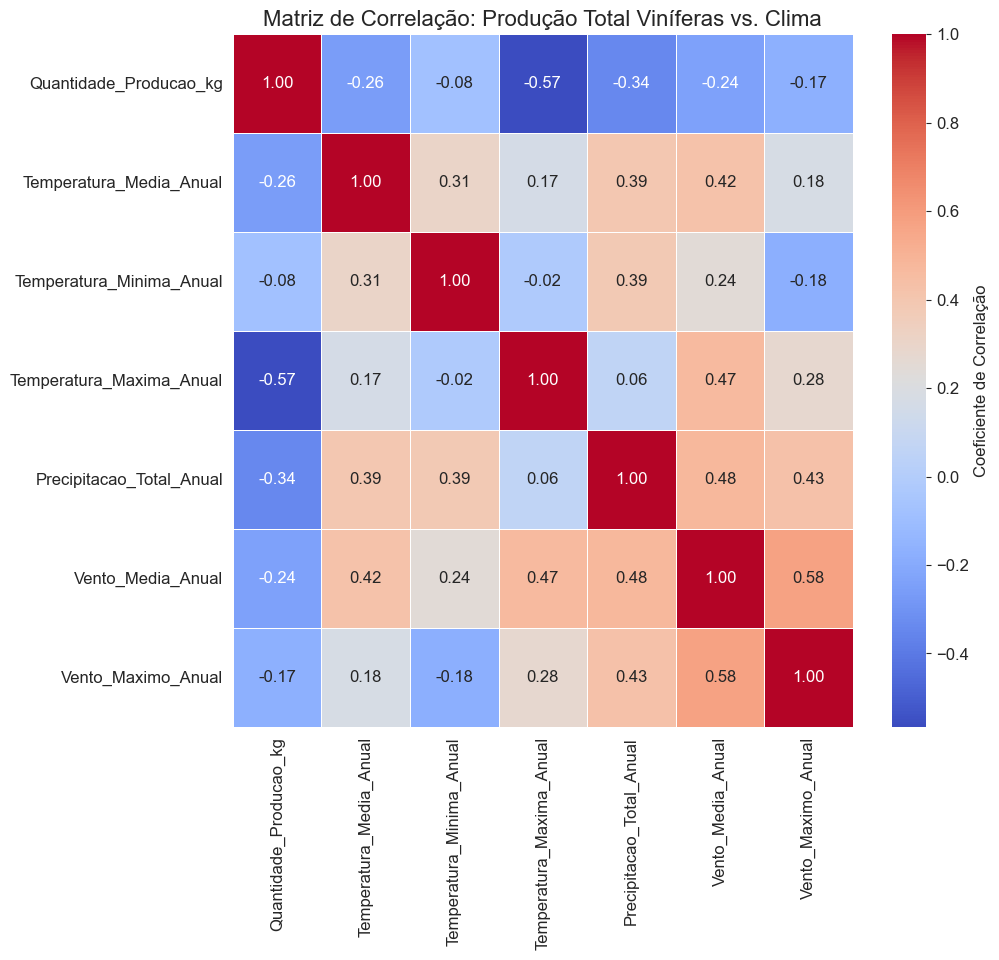 Matriz de Correlação: Produção Total Viníferas vs. Clima
Quantidade_Producao_kg 1.00 -0.26 -0.08 -0.57 -0.34 -0.24 -0.17
Temperatura_Media_Anual -0.26 1.00 0.31 0.17 0.39 0.42 0.18
Temperatura_Minima_Anual -0.08 0.31 1.00 -0.02 0.39 0.24 -0.18
Temperatura_Maxima_Anual -0.57 0.17 -0.02 1.00 0.06 0.47 0.28
Precipitacao_Total_Anual -0.34 0.39 0.39 0.06 1.00 0.48 0.43
Vento_Media_Anual -0.24 0.42 0.24 0.47 0.48 1.00 0.58
Vento_Maximo_Anual -0.17 0.18 -0.18 0.28 0.43 0.58 1.00
Quantidade_Producao_kg
Temperatura_Media_Anual
Temperatura_Minima_Anual
Temperatura_Maxima_Anual
Precipitacao_Total_Anual
Vento_Media_Anual
Vento_Maximo_Anual
1.0
0.8
0.6
0.4
0.2
0.0
−0.2
−0.4
Coeficiente de Correlação